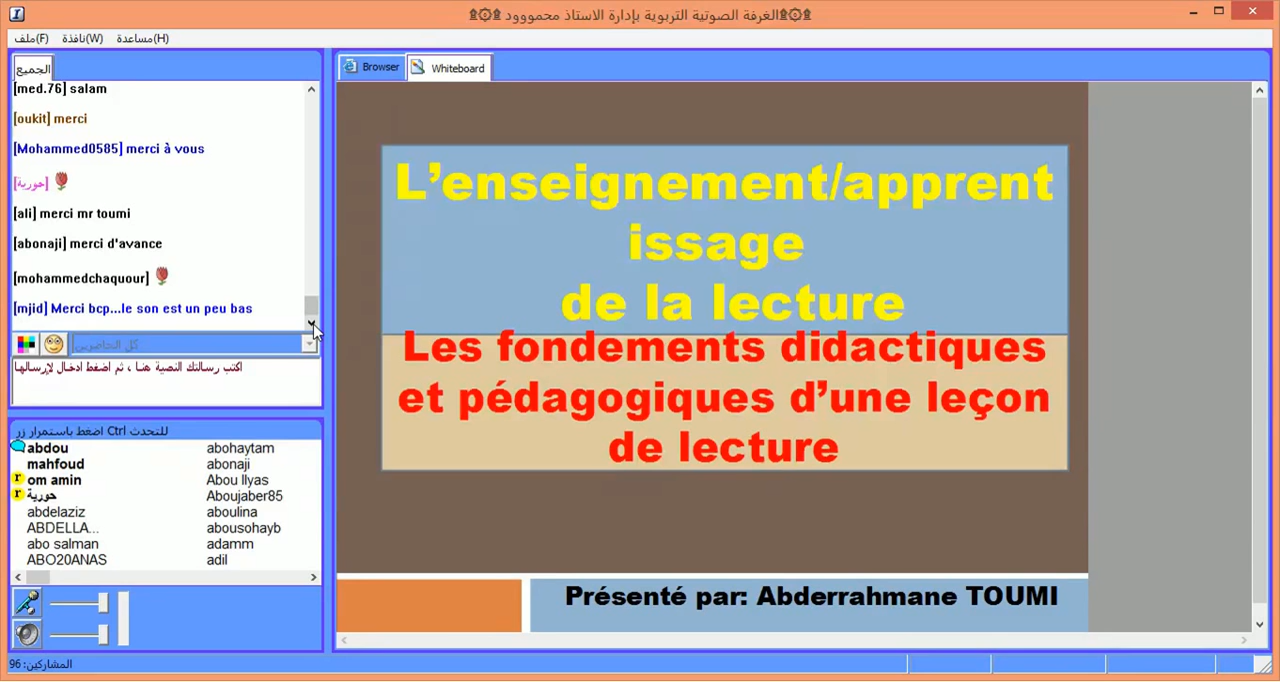 ۩۞۩الغرفة الصوتية التربوية بإدارة الاستاذ محموووود۩۞۩
ملف(F) نافذة(W) مساعدة(H)
الجميع
[med.76] salam
[oukit] merci
[Mohammed0585] merci à vous
[حورية]
[ali] merci mr toumi
[abonaji] merci d'avance
[mohammedchaquour]
[mjid] Merci bcp...le son est un peu bas
كل الحاضرين
اكتب رسالتك النصية هنا ، ثم اضغط ادخال لإرسالها
للتحدث Ctrl اضغط باستمرار زر
abdou abohaytam
mahfoud abonaji
r om amin Abou Ilyas
r حورية Aboujaber85
abdelaziz aboulina
ABDELLA... abousohayb
abo salman adamm
ABO20ANAS adil
المشاركين: 96
Browser Whiteboard
L’enseignement/apprent
issage
de la lecture
Les fondements didactiques
et pédagogiques d’une leçon
de lecture
Présenté par: Abderrahmane TOUMI